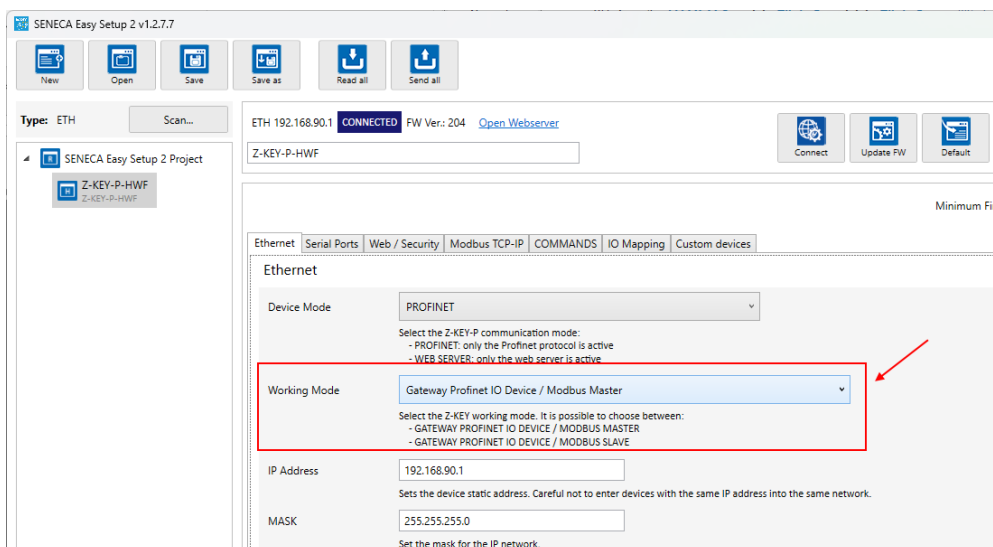 SENECA Easy Setup 2 v1.2.7.7
New Open Save Save as Read all Send all
Type: ETH Scan...
SENECA Easy Setup 2 Project
Z-KEY-P-HWF
Z-KEY-P-HWF
ETH 192.168.90.1 CONNECTED FW Ver.: 204 Open Webserver
Z-KEY-P-HWF
Connect Update FW Default
Minimum Fi
Ethernet Serial Ports Web / Security Modbus TCP-IP COMMANDS IO Mapping Custom devices
Ethernet
Device Mode PROFINET
Select the Z-KEY-P communication mode:
- PROFINET: only the Profinet protocol is active
- WEB SERVER: only the web server is active
Working Mode Gateway Profinet IO Device / Modbus Master
Select the Z-KEY working mode. It is possible to choose between:
- GATEWAY PROFINET IO DEVICE / MODBUS MASTER
- GATEWAY PROFINET IO DEVICE / MODBUS SLAVE
IP Address 192.168.90.1
Sets the device static address. Careful not to enter devices with the same IP address into the same network.
MASK 255.255.255.0
Set the mask for the IP network.